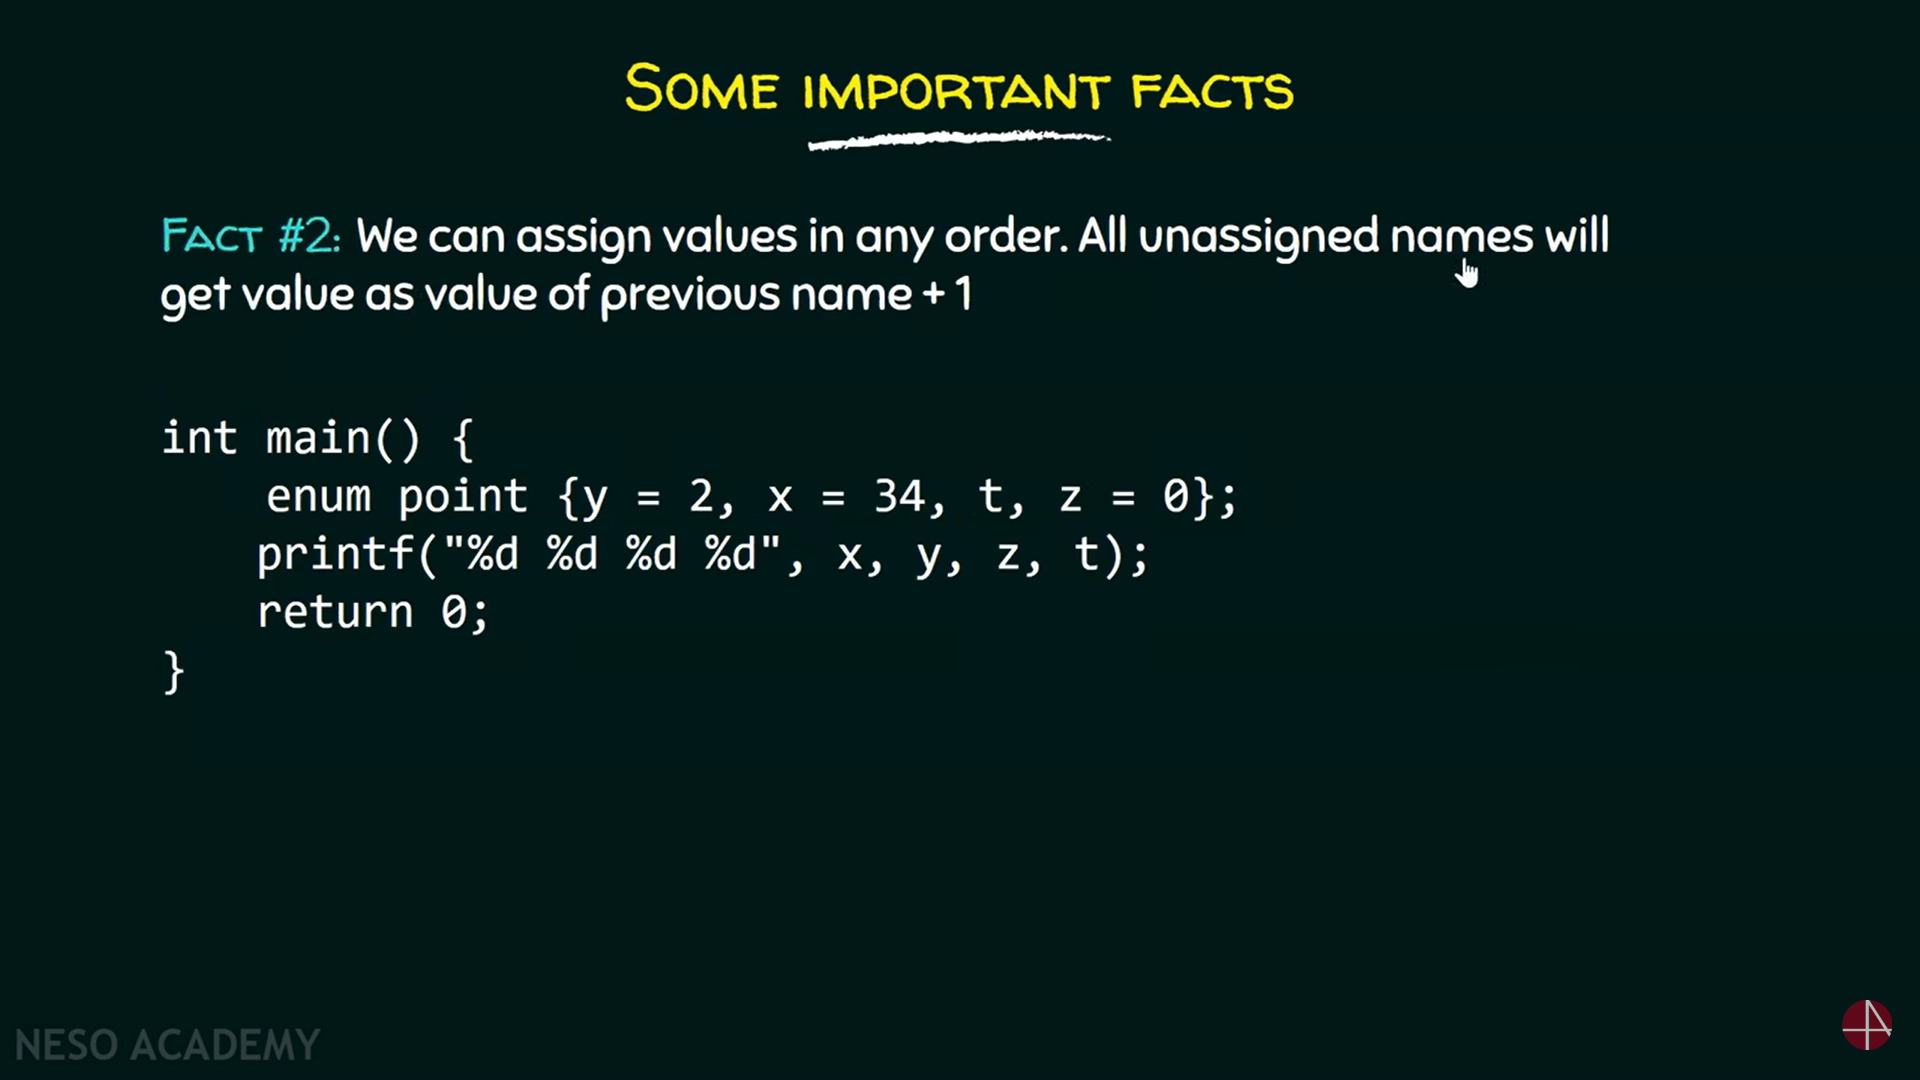 SOME IMPORTANT FACTS
FACT #2: We can assign values in any order. All unassigned names will
get value as value of previous name + 1
int main() {
enum point {y = 2, x = 34, t, z = 0};
printf("%d %d %d %d", x, y, z, t);
return 0;
}
NESO ACADEMY